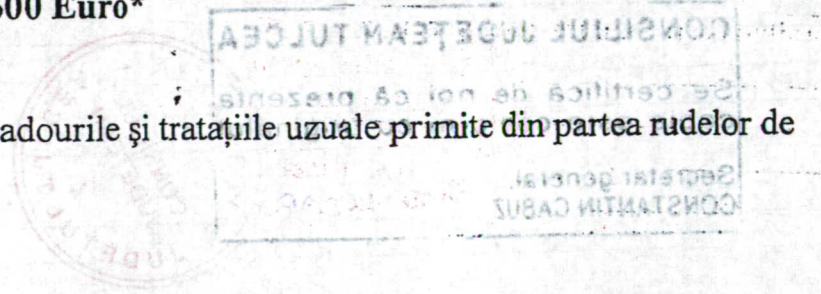 500 Euro*
CONSILIUL JUDEȚEAN TULCEA
Se certifică de noi că prezenta
adourile şi tratațiile uzuale primite din partea rudelor de
Secretar general,
CONSTANTIN GABUZ